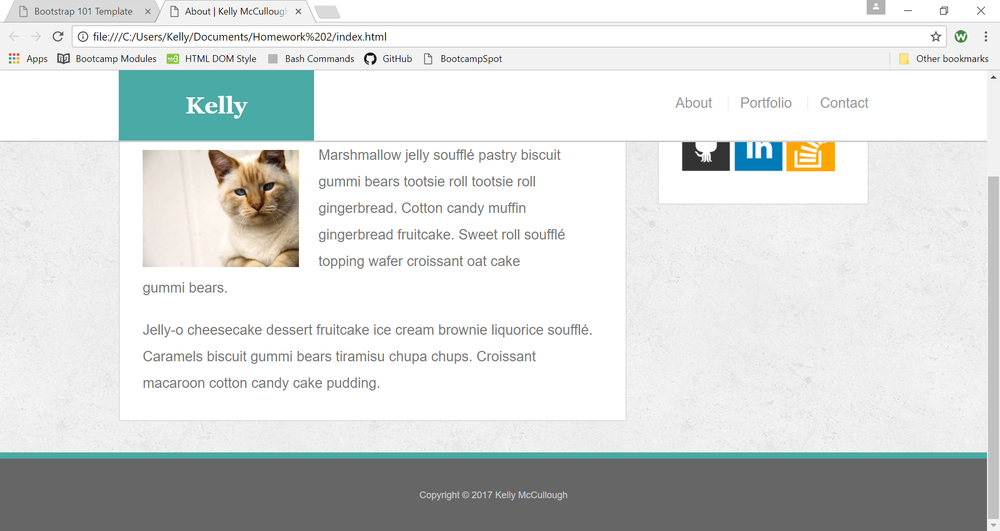 Bootstrap 101 Template
About | Kelly McCullough
file:///C:/Users/Kelly/Documents/Homework%202/index.html
W
Apps
Bootcamp Modules
w3
HTML DOM Style
Bash Commands
GitHub
BootcampSpot
Other bookmarks
Kelly
About
Portfolio
Contact
in
Marshmallow jelly soufflé pastry biscuit
gummi bears tootsie roll tootsie roll
gingerbread. Cotton candy muffin
gingerbread fruitcake. Sweet roll soufflé
topping wafer croissant oat cake
gummi bears.
Jelly-o cheesecake dessert fruitcake ice cream brownie liquorice soufflé.
Caramels biscuit gummi bears tiramisu chupa chups. Croissant
macaroon cotton candy cake pudding.
Copyright © 2017 Kelly McCullough